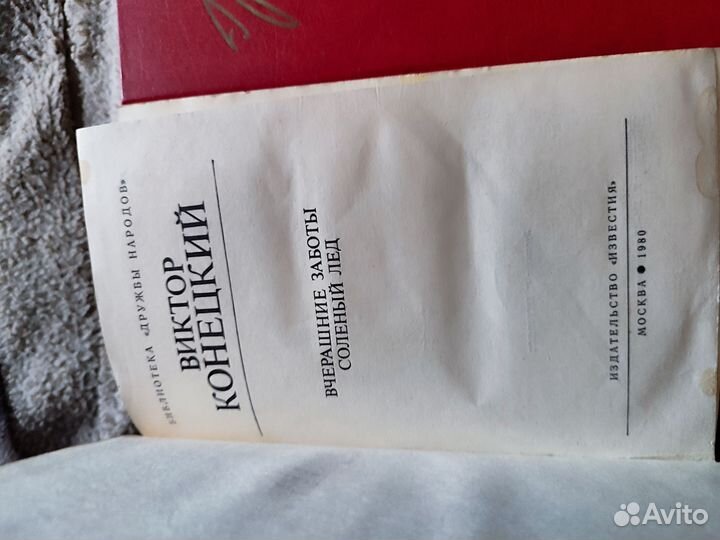 БИБЛИОТЕКА «ДРУЖБЫ НАРОДОВ»
ВИКТОР
КОНЕЦКИЙ
ВЧЕРАШНИЕ ЗАБОТЫ
СОЛЕНЫЙ ЛЕД
ИЗДАТЕЛЬСТВО «ИЗВЕСТИЯ»
МОСКВА ● 1980
Avito